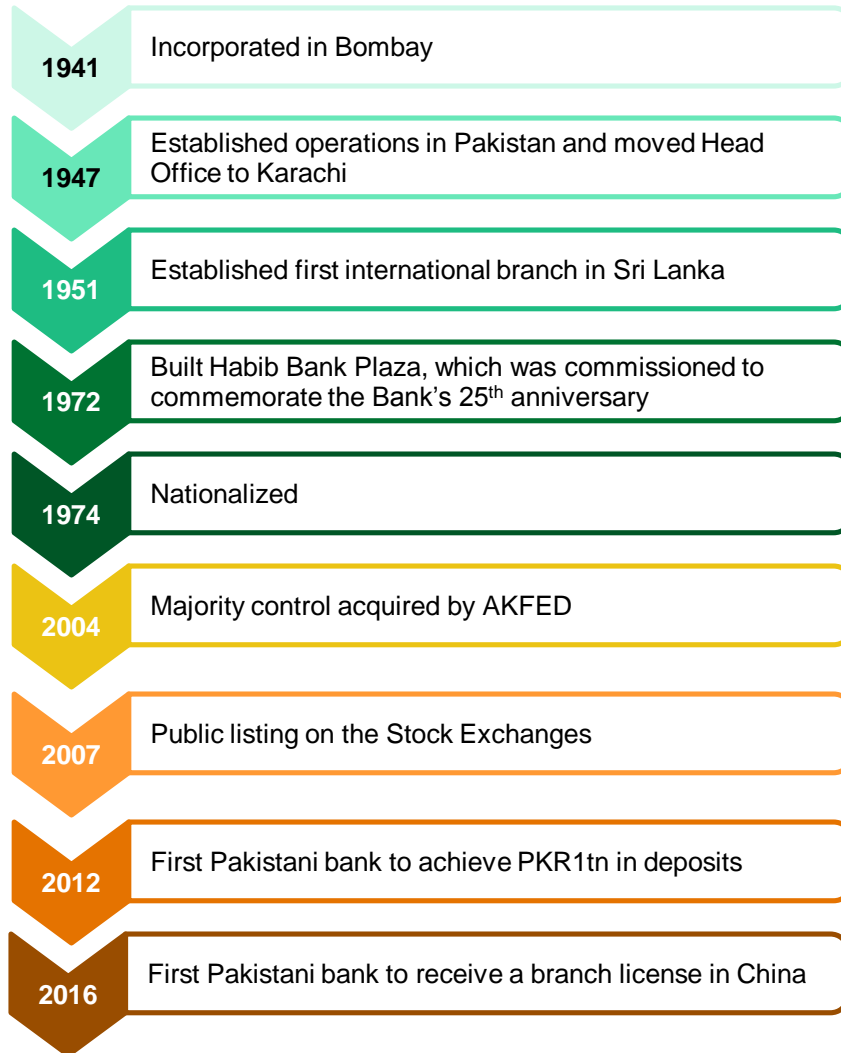 1941
Incorporated in Bombay
1947
Established operations in Pakistan and moved Head
Office to Karachi
1951
Established first international branch in Sri Lanka
1972
Built Habib Bank Plaza, which was commissioned to
commemorate the Bank’s 25th anniversary
1974
Nationalized
2004
Majority control acquired by AKFED
2007
Public listing on the Stock Exchanges
2012
First Pakistani bank to achieve PKR1tn in deposits
2016
First Pakistani bank to receive a branch license in China